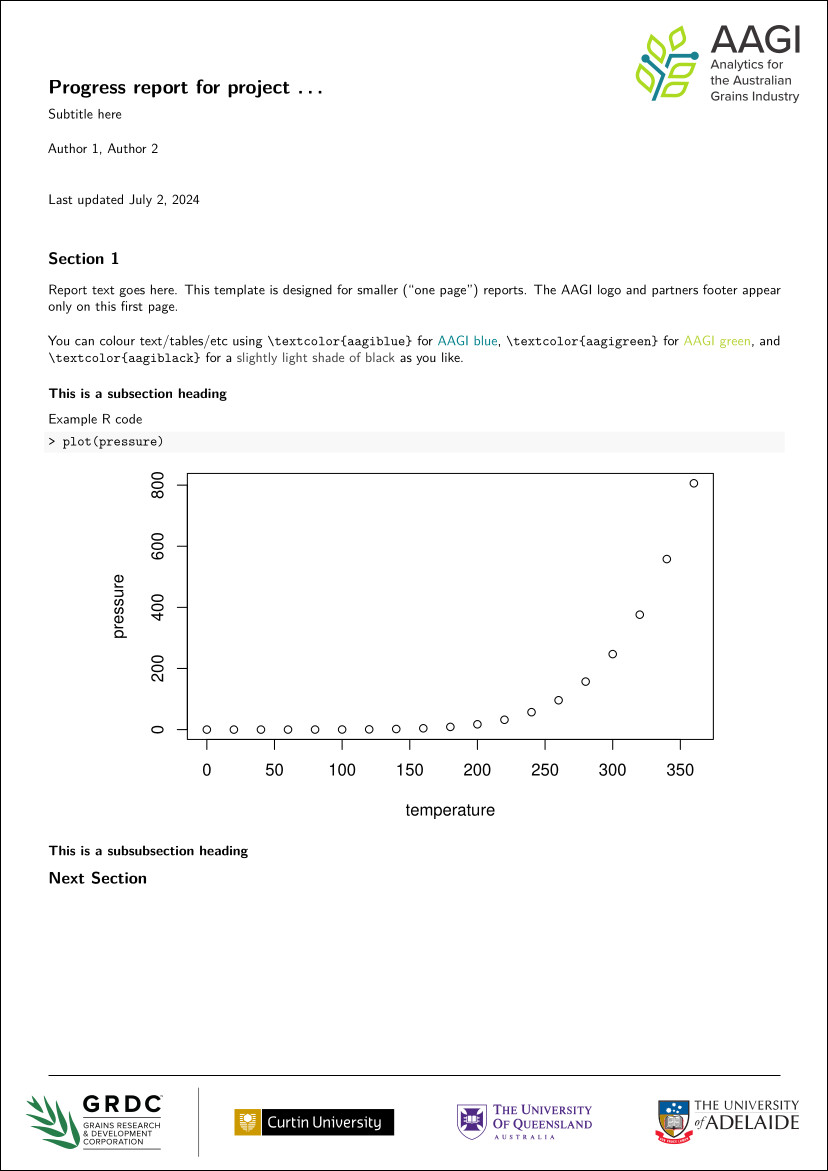 AAGI
Analytics for
the Australian
Grains Industry
Progress report for project . . .
Subtitle here
Author 1, Author 2
Last updated July 2, 2024
Section 1
Report text goes here. This template is designed for smaller (“one page”) reports. The AAGI logo and partners footer appear
only on this first page.
You can colour text/tables/etc using \textcolor{aagiblue} for AAGI blue, \textcolor{aagigreen} for AAGI green, and
\textcolor{aagiblack} for a slightly light shade of black as you like.
This is a subsection heading
Example R code
> plot(pressure)
800
600
400
200
0
pressure
0 50 100 150 200 250 300 350
temperature
This is a subsubsection heading
Next Section
GRDC
GRAINS RESEARCH
& DEVELOPMENT
CORPORATION
Curtin University
THE UNIVERSITY
OF QUEENSLAND
AUSTRALIA
THE UNIVERSITY
of ADELAIDE